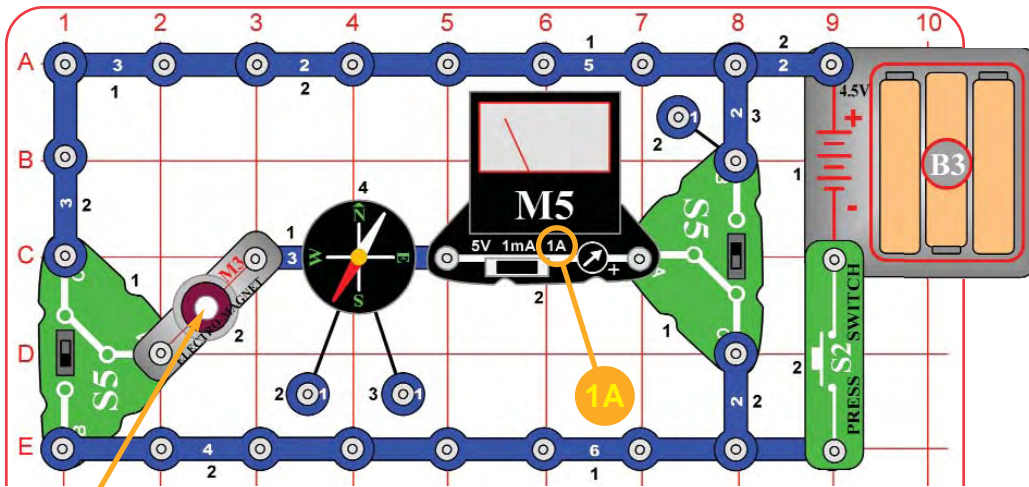 1 2 3 4 5 6 7 8 9 10
A 3 2 5 2
1 2 1 2
4.5V
+
-
B3
1
2 3
1 2
B
B
3 2
M5
4
N
W E
S
S5
C
C
1 3
5V 1mA 1A
+
A
2
M3
ELECTROMAGNET
1
2
A
D
S5
B
2 1 3 1
1A
1
C
2 2
2
S2
PRESS SWITCH
E 4 6
2 1